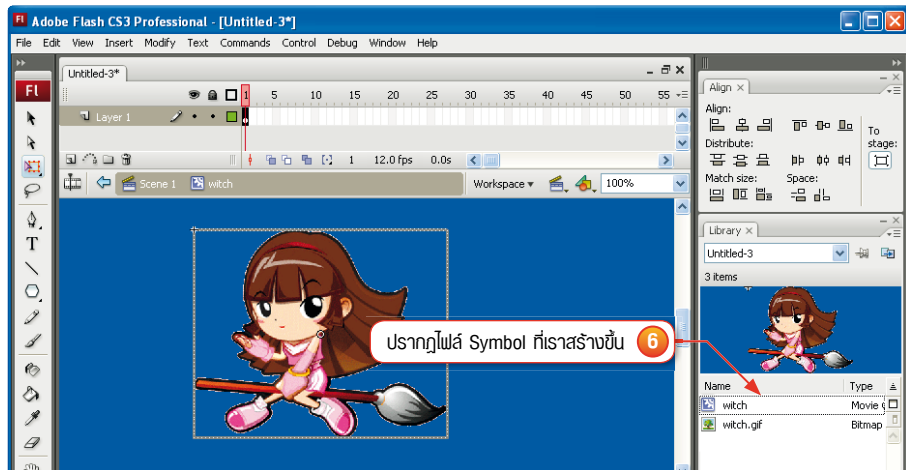 Fl Adobe Flash CS3 Professional - [Untitled-3*]
File Edit View Insert Modify Text Commands Control Debug Window Help
Untitled-3*
Fl
1 5 10 15 20 25 30 35 40 45 50 55
Layer 1
1 12.0 fps 0.0s
Scene 1 witch Workspace 100%
T
ปรากฏไฟล์ Symbol ที่เราสร้างขึ้น 6
Align ×
Align:
To stage:
Distribute:
Match size: Space:
Library ×
Untitled-3
3 items
Name Type
witch Movie
witch.gif Bitmap